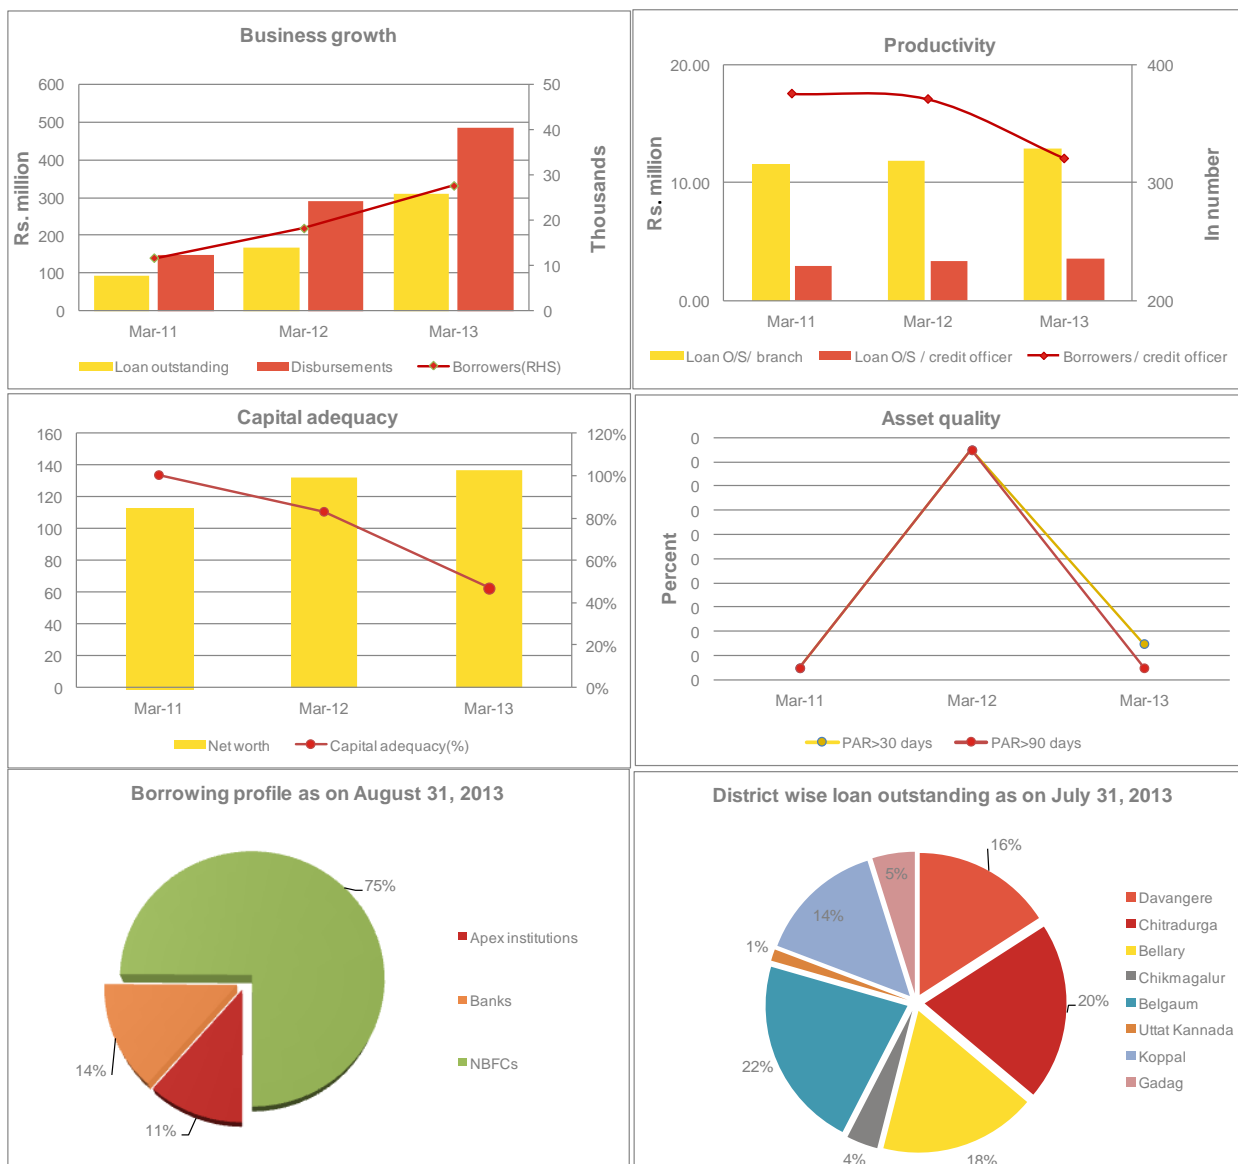 Business growth
600
500
400
300
200
100
0
Rs. million
50
40
30
20
10
0
Thousands
Mar-11 Mar-12 Mar-13
Loan outstanding Disbursements Borrowers(RHS)
Productivity
20.00
10.00
0.00
Rs. million
400
300
200
In number
Mar-11 Mar-12 Mar-13
Loan O/S/ branch Loan O/S / credit officer Borrowers / credit officer
Capital adequacy
160
140
120
100
80
60
40
20
0
120%
100%
80%
60%
40%
20%
0%
Mar-11 Mar-12 Mar-13
Net worth Capital adequacy(%)
Asset quality
0
0
0
0
0
0
0
0
0
0
0
Percent
Mar-11 Mar-12 Mar-13
PAR>30 days PAR>90 days
Borrowing profile as on August 31, 2013
75%
14%
11%
Apex institutions
Banks
NBFCs
District wise loan outstanding as on July 31, 2013
16%
5%
14%
1%
20%
22%
4%
18%
Davangere
Chitradurga
Bellary
Chikmagalur
Belgaum
Uttat Kannada
Koppal
Gadag